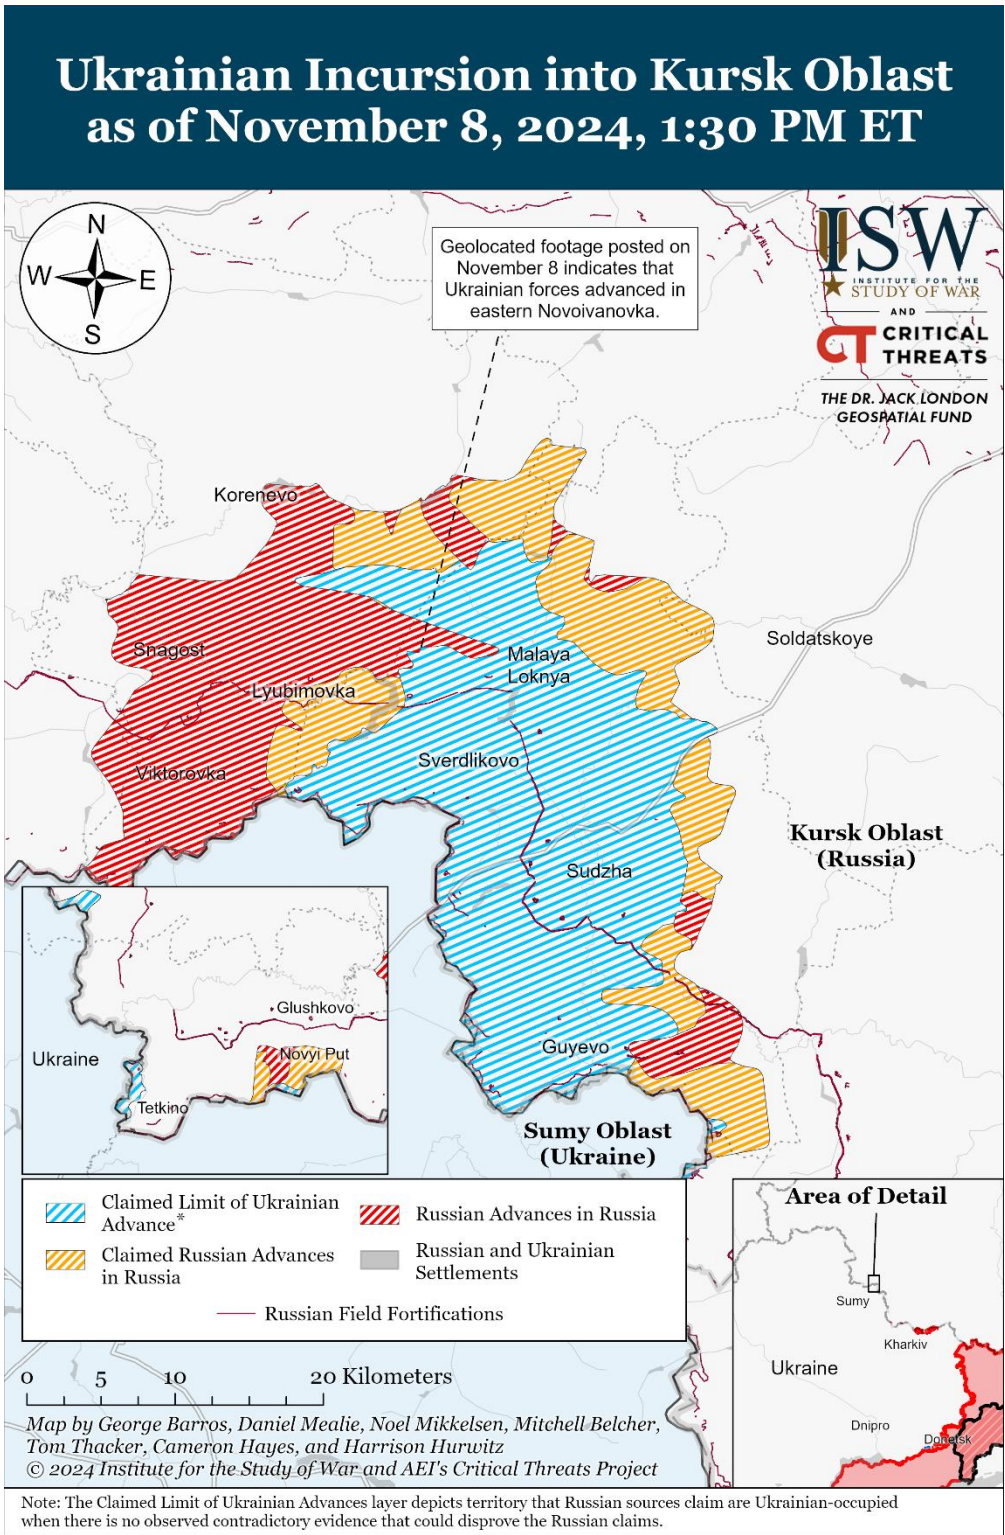 Ukrainian Incursion into Kursk Oblast
as of November 8, 2024, 1:30 PM ET
N
W
E
S
Geolocated footage posted on
November 8 indicates that
Ukrainian forces advanced in
eastern Novoivanovka.
ISW
INSTITUTE FOR THE
STUDY OF WAR
AND
CT CRITICAL
THREATS
THE DR. JACK LONDON
GEOSPATIAL FUND
Korenevo
Soldatskoye
Snagost
Malaya
Loknya
Lyubimovka
Sverdlikovo
Viktorovka
Kursk Oblast
(Russia)
Sudzha
Guyevo
Sumy Oblast
(Ukraine)
Glushkovo
Ukraine
Novyi Put
Tetkino
Claimed Limit of Ukrainian
Advance*
Russian Advances in Russia
Claimed Russian Advances
in Russia
Russian and Ukrainian
Settlements
Russian Field Fortifications
Area of Detail
Sumy
Kharkiv
Ukraine
Dnipro
Donetsk
0 5 10 20 Kilometers
Map by George Barros, Daniel Mealie, Noel Mikkelsen, Mitchell Belcher,
Tom Thacker, Cameron Hayes, and Harrison Hurwitz
© 2024 Institute for the Study of War and AEI's Critical Threats Project
Note: The Claimed Limit of Ukrainian Advances layer depicts territory that Russian sources claim are Ukrainian-occupied
when there is no observed contradictory evidence that could disprove the Russian claims.